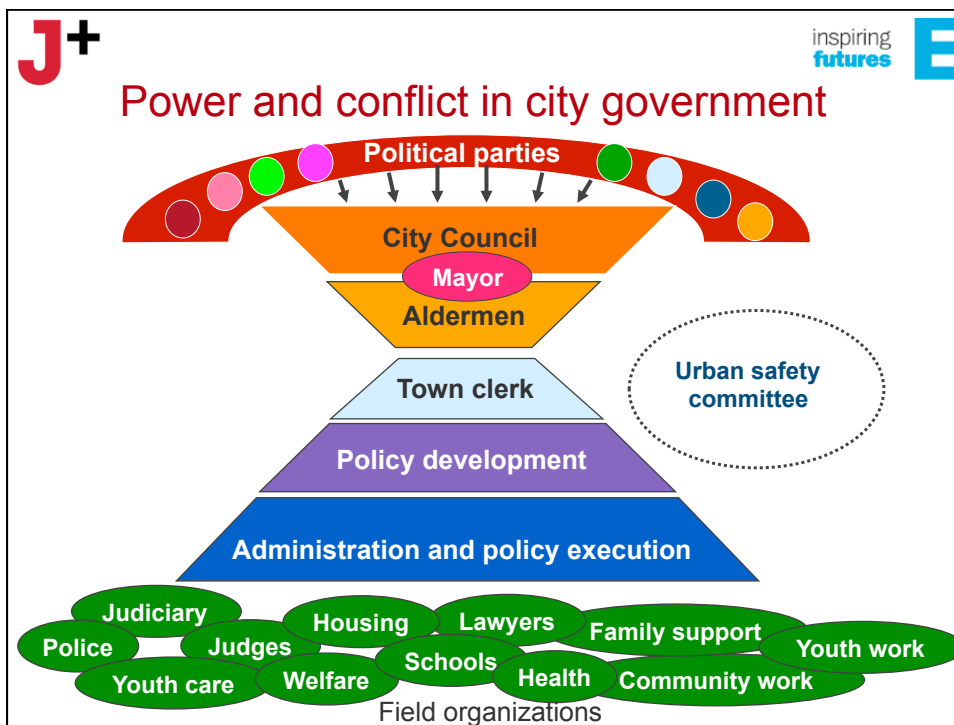 J+
inspiring
futures
E
Power and conflict in city government
Political parties
City Council
Mayor
Aldermen
Urban safety
committee
Town clerk
Policy development
Administration and policy execution
Judiciary
Housing
Lawyers
Family support
Police
Judges
Schools
Youth work
Youth care
Welfare
Health
Community work
Field organizations